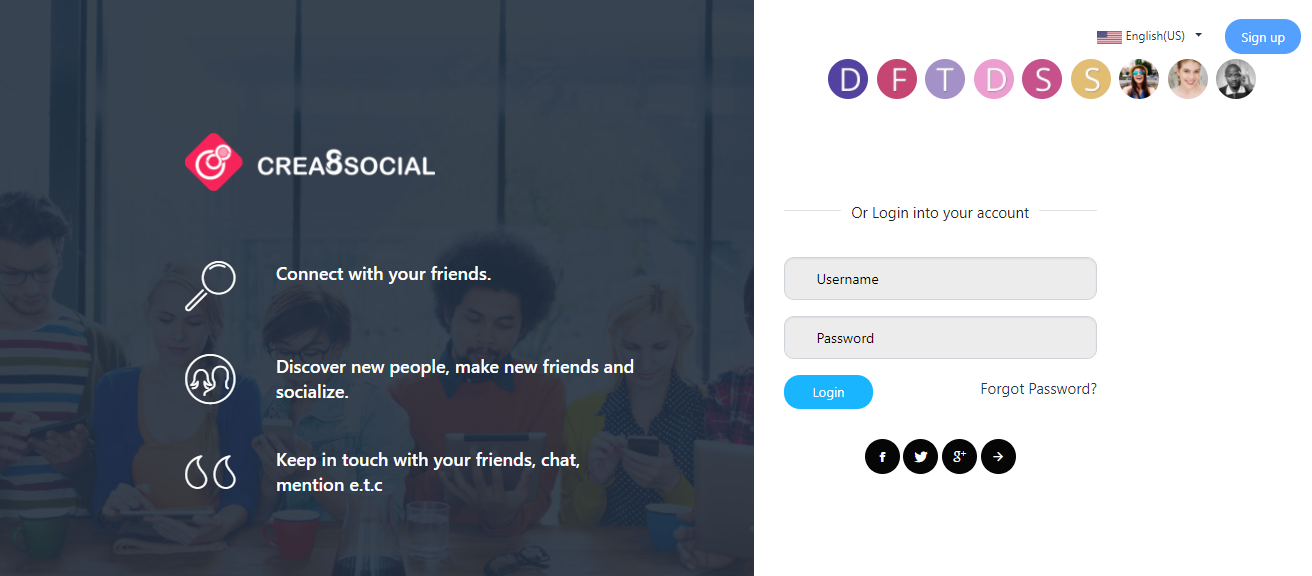 English(US)
Sign up
D F T D S S
CREA8SOCIAL
Connect with your friends.
Discover new people, make new friends and
socialize.
Keep in touch with your friends, chat,
mention e.t.c
Or Login into your account
Username
Password
Login
Forgot Password?
f g+